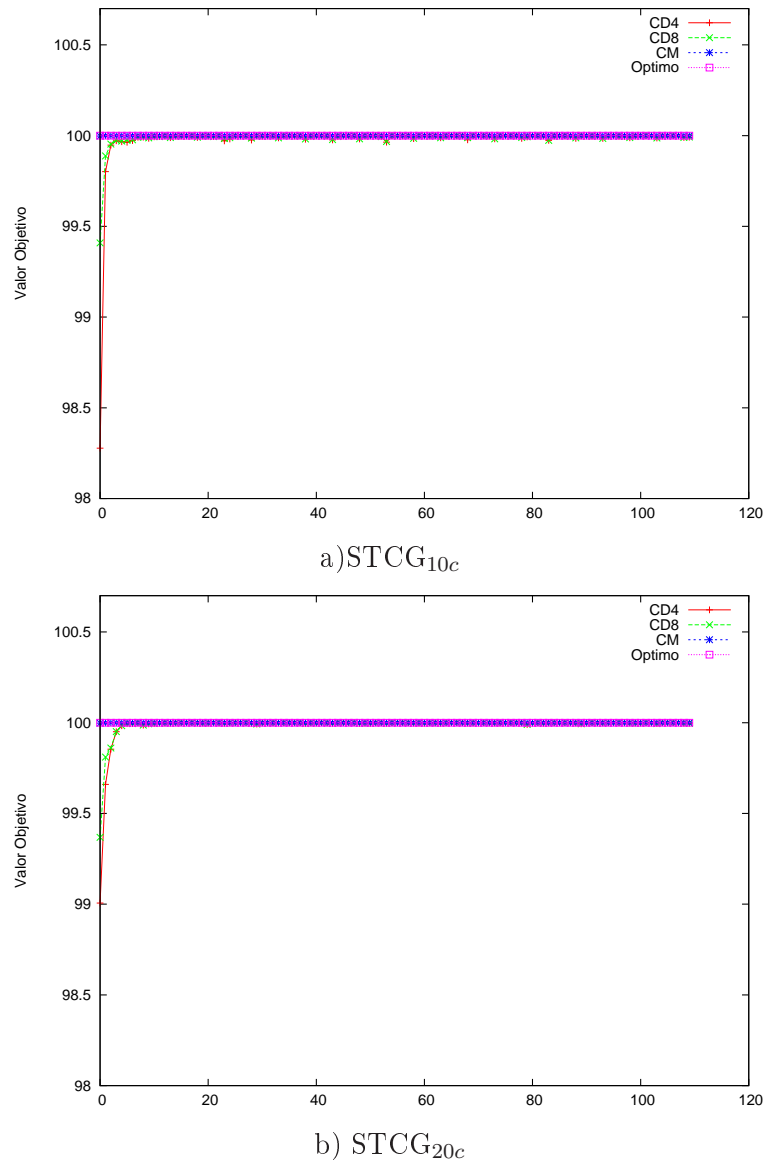 100.5
100
99.5
99
98.5
98
Valor Objetivo
CD4
CD8
CM
Optimo
0 20 40 60 80 100 120
a)STCG10c
100.5
100
99.5
99
98.5
98
Valor Objetivo
CD4
CD8
CM
Optimo
0 20 40 60 80 100 120
b) STCG20c